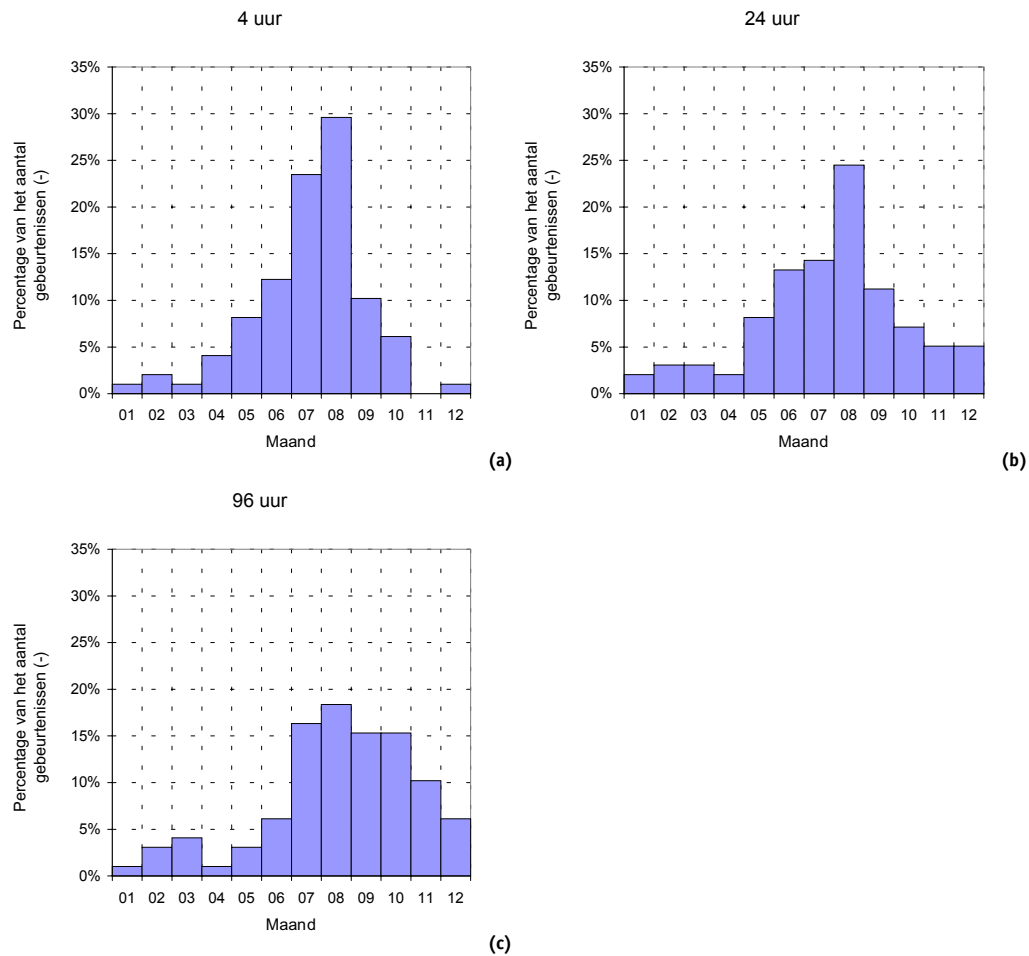 4 uur
35%
30%
25%
20%
15%
10%
5%
0%
Percentage van het aantal
gebeurtenissen (-)
01 02 03 04 05 06 07 08 09 10 11 12
Maand
(a)
24 uur
35%
30%
25%
20%
15%
10%
5%
0%
Percentage van het aantal
gebeurtenissen (-)
01 02 03 04 05 06 07 08 09 10 11 12
Maand
(b)
96 uur
35%
30%
25%
20%
15%
10%
5%
0%
Percentage van het aantal
gebeurtenissen (-)
01 02 03 04 05 06 07 08 09 10 11 12
Maand
(c)